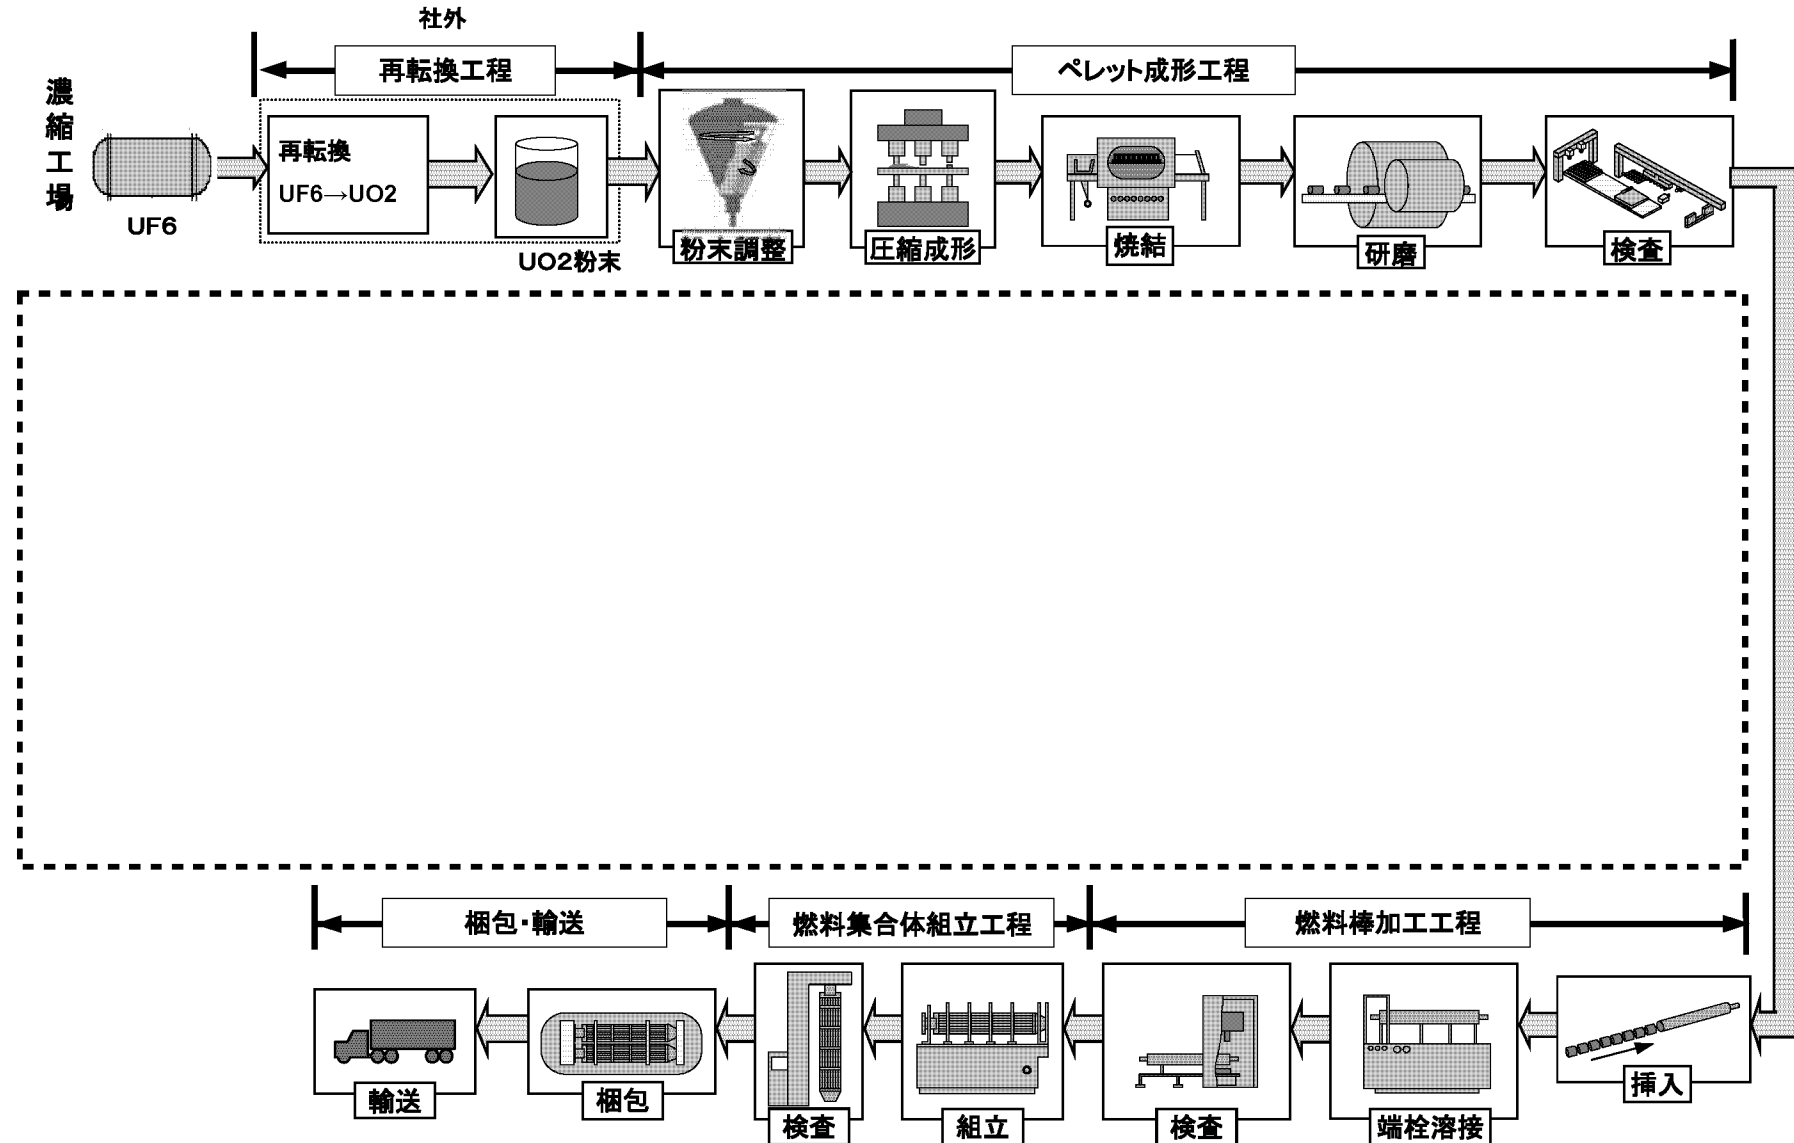 社外
再転換工程
ペレット成形工程
濃縮工場
再転換
UF6→UO2
UF6
UO2粉末
粉末調整
圧縮成形
焼結
研磨
検査
梱包・輸送
燃料集合体組立工程
燃料棒加工工程
輸送
梱包
検査
組立
検査
端栓溶接
挿入